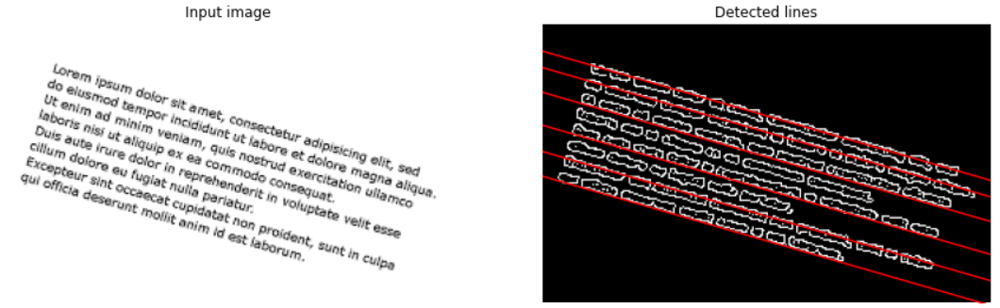 Input image
Lorem ipsum dolor sit amet, consectetur adipisicing elit, sed
do eiusmod tempor incididunt ut labore et dolore magna aliqua.
Ut enim ad minim veniam, quis nostrud exercitation ullamco
laboris nisi ut aliquip ex ea commodo consequat.
Duis aute irure dolor in reprehenderit in voluptate velit esse
cillum dolore eu fugiat nulla pariatur.
Excepteur sint occaecat cupidatat non proident, sunt in culpa
qui officia deserunt mollit anim id est laborum.
Detected lines